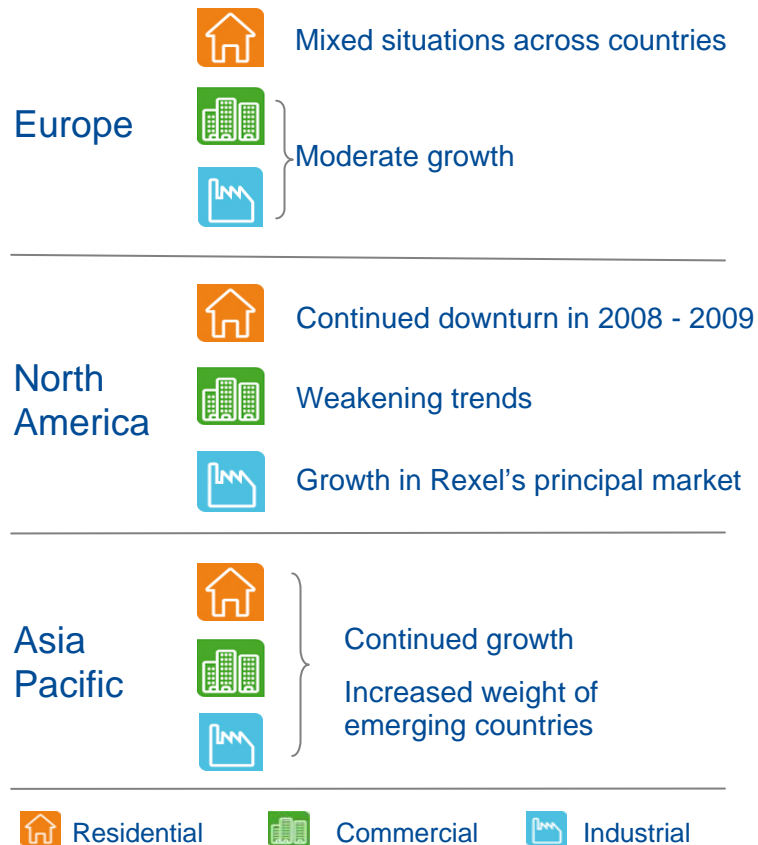 Mixed situations across countries
Europe
Moderate growth
Continued downturn in 2008 - 2009
North
America
Weakening trends
Growth in Rexel's principal market
Asia
Pacific
Continued growth
Increased weight of
emerging countries
Residential
Commercial
Industrial